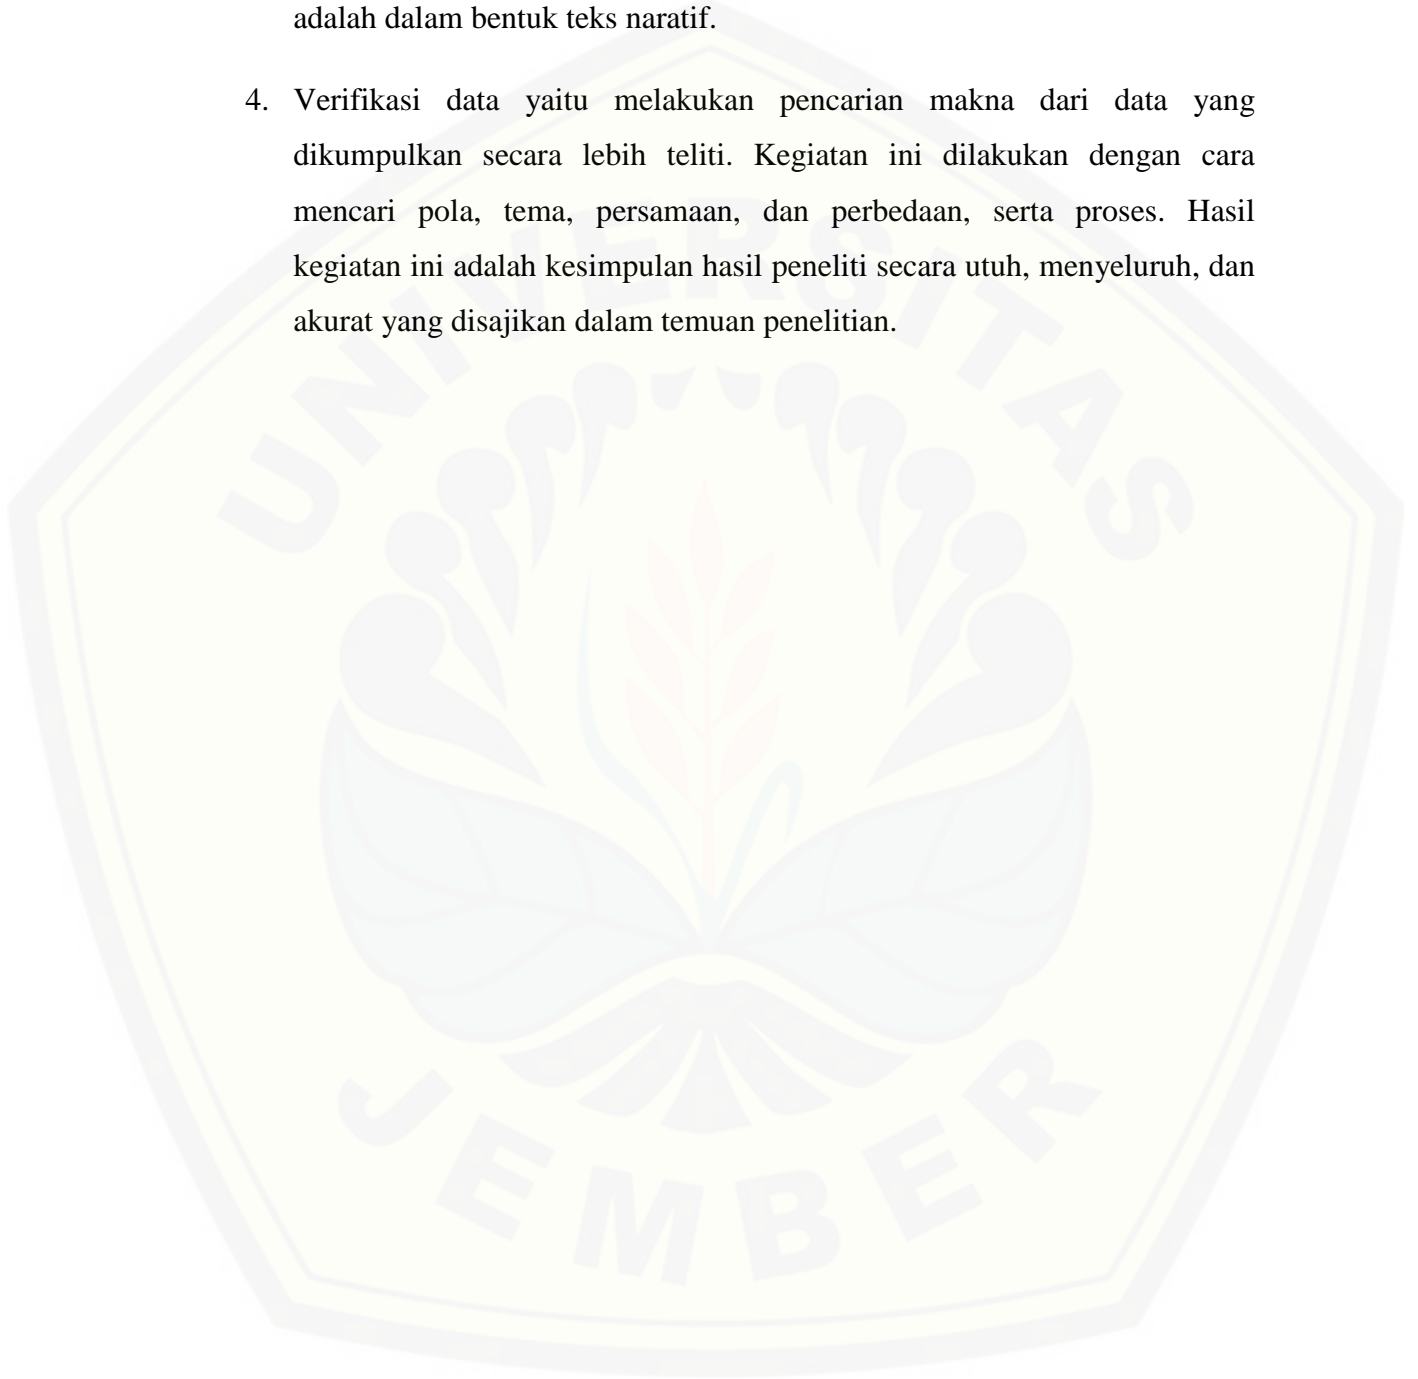 adalah dalam bentuk teks naratif.
4. Verifikasi data yaitu melakukan pencarian makna dari data yang
dikumpulkan secara lebih teliti. Kegiatan ini dilakukan dengan cara
mencari pola, tema, persamaan, dan perbedaan, serta proses. Hasil
kegiatan ini adalah kesimpulan hasil peneliti secara utuh, menyeluruh, dan
akurat yang disajikan dalam temuan penelitian.
UNIVERSITAS
JEMBER